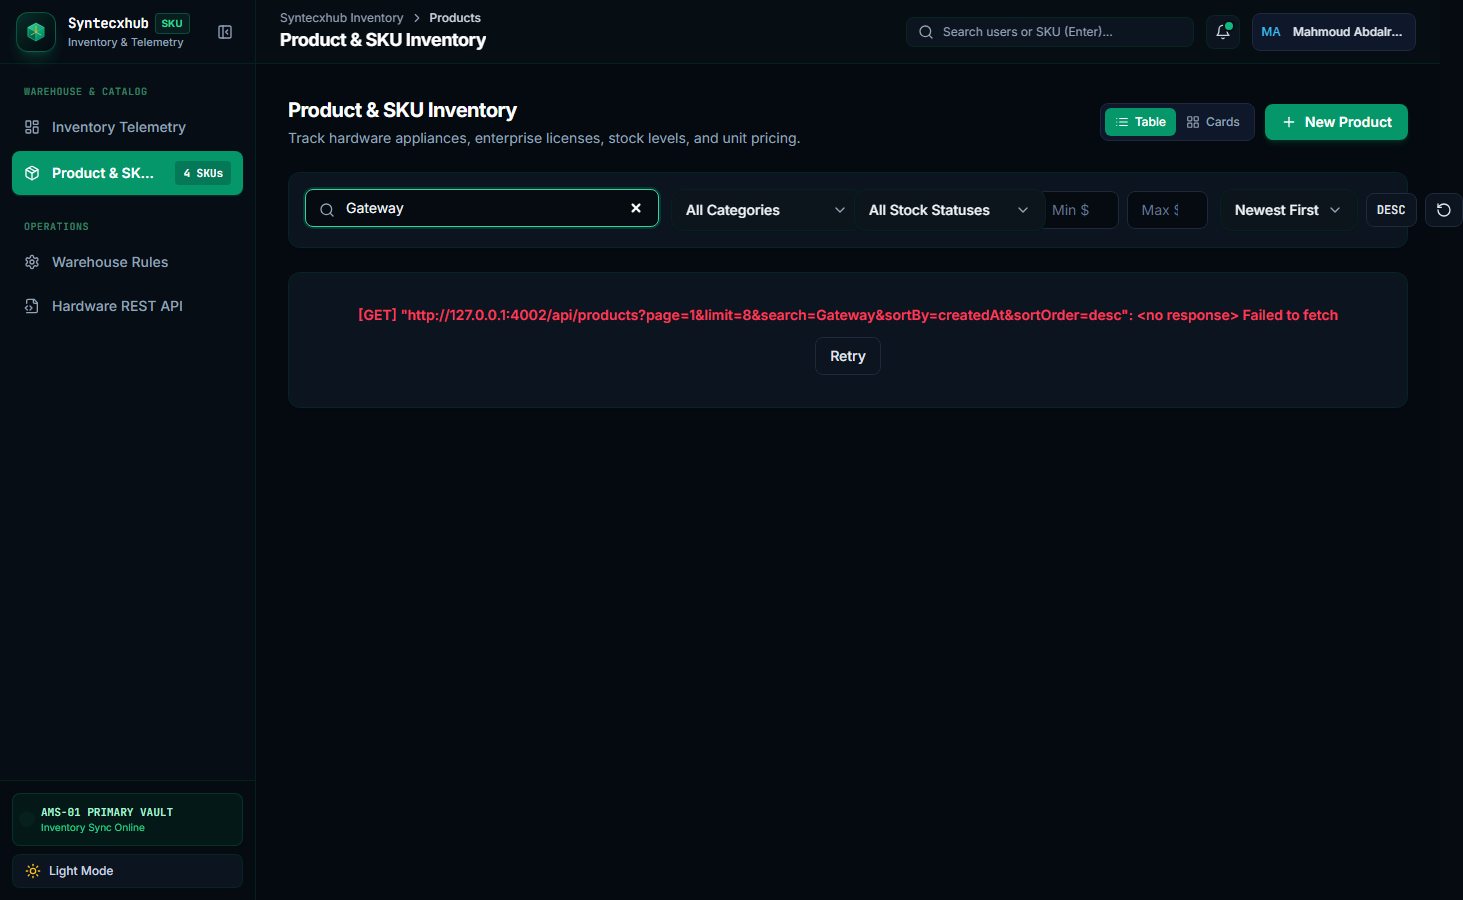 Syntecxhub SKU
Inventory & Telemetry
WAREHOUSE & CATALOG
Inventory Telemetry
Product & SK... 4 SKUs
OPERATIONS
Warehouse Rules
Hardware REST API
AMS-01 PRIMARY VAULT
Inventory Sync Online
Light Mode
Syntecxhub Inventory > Products
Product & SKU Inventory
Search users or SKU (Enter)...
MA Mahmoud Abdalr...
Product & SKU Inventory
Track hardware appliances, enterprise licenses, stock levels, and unit pricing.
Table Cards
+ New Product
Gateway
All Categories
All Stock Statuses
Min $
Max $
Newest First
DESC
[GET] "http://127.0.0.1:4002/api/products?page=1&limit=8&search=Gateway&sortBy=createdAt&sortOrder=desc": <no response> Failed to fetch
Retry